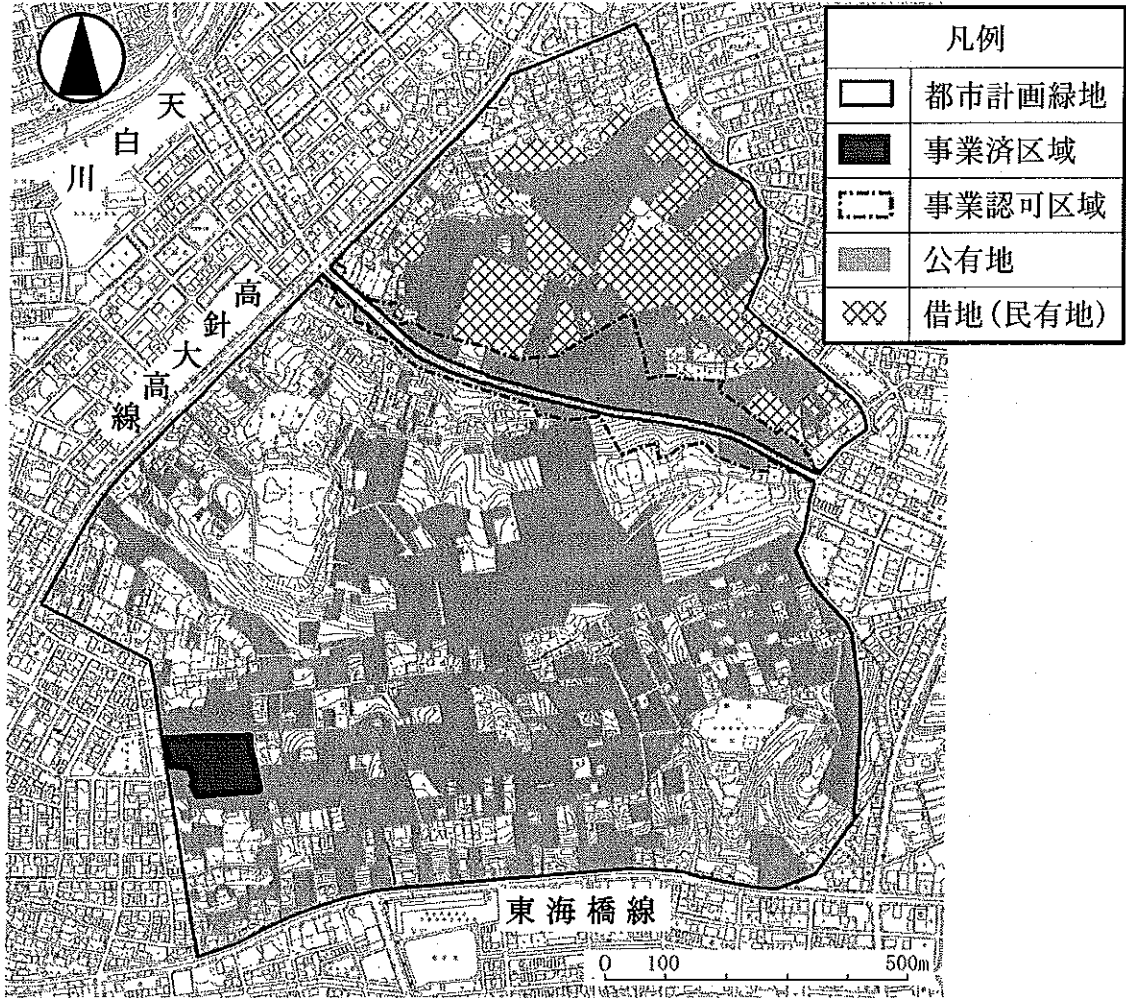 凡例
都市計画緑地
事業済区域
事業認可区域
公有地
借地(民有地)
天白川
高針大高線
東海橋線
0 100 500m